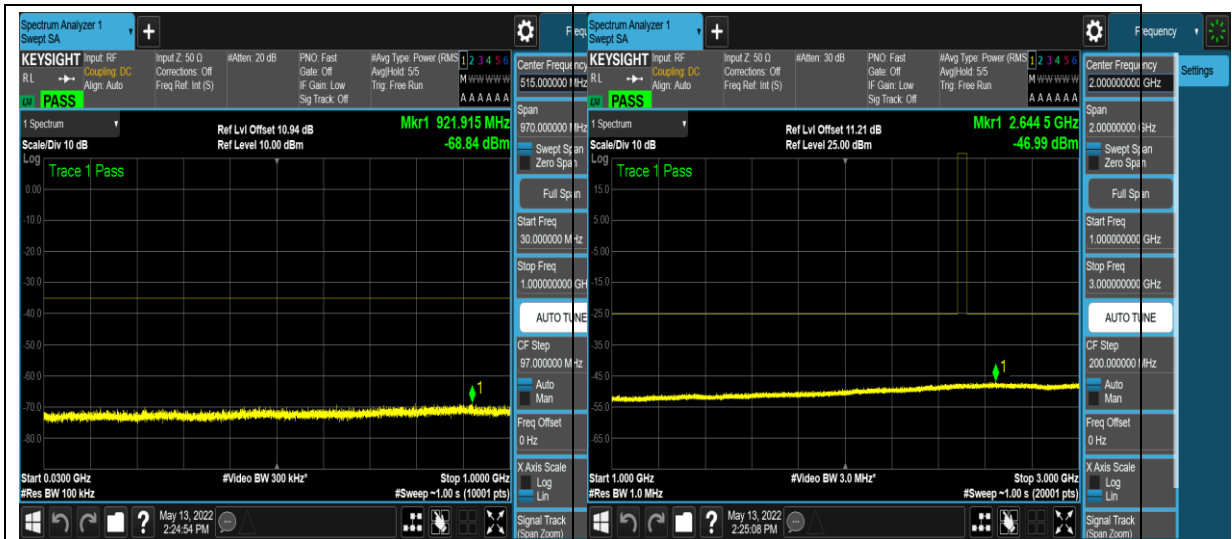 Spectrum Analyzer 1
Swept SA
+
KEYSIGHT
RL
PASS
Input: RF
Coupling: DC
Align: Auto
Input Z: 50 Ω
Corrections: Off
Freq Ref: Int (S)
#Atten: 20 dB
PNO: Fast
Gate: Off
IF Gain: Low
Sig Track: Off
#Avg Type: Power (RMS
Avg|Hold: 5/5
Trig: Free Run
1 2 3 4 5 6
M W W W W W
A A A A A A
1 Spectrum
Scale/Div 10 dB
Ref Lvl Offset 10.94 dB
Ref Level 10.00 dBm
Mkr1 921.915 MHz
-68.84 dBm
Log
Trace 1 Pass
0.00
-10.0
-20.0
-30.0
-40.0
-50.0
-60.0
-70.0
-80.0
1
Start 0.0300 GHz
#Res BW 100 kHz
#Video BW 300 kHz*
Stop 1.0000 GHz
#Sweep ~1.00 s (10001 pts)
?
May 13, 2022
2:24:54 PM
Center Frequency
515.000000 MHz
Span
970.000000 MHz
Swept Span
Zero Span
Full Span
Start Freq
30.000000 MHz
Stop Freq
1.000000000 GH
AUTO TUNE
CF Step
97.000000 MHz
Auto
Man
Freq Offset
0 Hz
X Axis Scale
Log
Lin
Signal Track
(Span Zoom)
Spectrum Analyzer 1
Swept SA
+
Frequency
Settings
KEYSIGHT
RL
PASS
Input: RF
Coupling: DC
Align: Auto
Input Z: 50 Ω
Corrections: Off
Freq Ref: Int (S)
#Atten: 30 dB
PNO: Fast
Gate: Off
IF Gain: Low
Sig Track: Off
#Avg Type: Power (RMS
Avg|Hold: 5/5
Trig: Free Run
1 2 3 4 5 6
M W W W W W
A A A A A A
1 Spectrum
Scale/Div 10 dB
Ref Lvl Offset 11.21 dB
Ref Level 25.00 dBm
Mkr1 2.644 5 GHz
-46.99 dBm
Log
Trace 1 Pass
15.0
5.00
-5.00
-15.0
-25.0
-35.0
-45.0
-55.0
-65.0
1
Start 1.000 GHz
#Res BW 1.0 MHz
#Video BW 3.0 MHz*
Stop 3.000 GHz
#Sweep ~1.00 s (20001 pts)
?
May 13, 2022
2:25:08 PM
Center Frequency
2.000000000 GHz
Span
2.00000000 GHz
Swept Span
Zero Span
Full Span
Start Freq
1.000000000 GHz
Stop Freq
3.000000000 GHz
AUTO TUNE
CF Step
200.000000 MHz
Auto
Man
Freq Offset
0 Hz
X Axis Scale
Log
Lin
Signal Track
(Span Zoom)